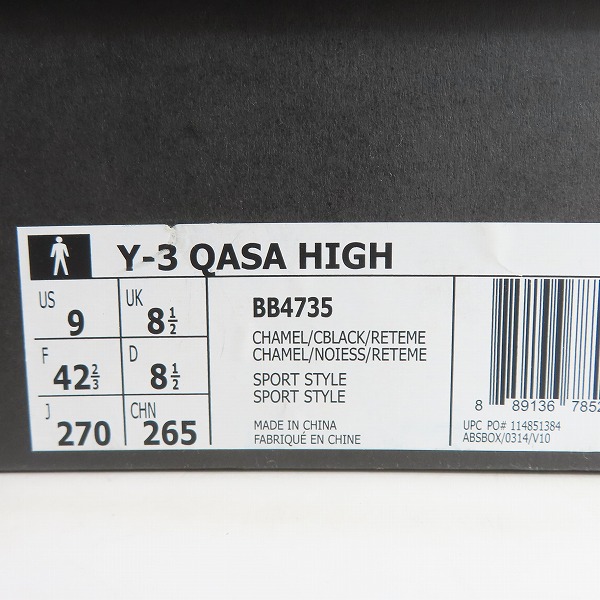 Y-3 QASA HIGH
US 9
UK 8 1/2
F 42 2/3
D 8 1/2
J 270
CHN 265
BB4735
CHAMEL/CBLACK/RETEME
CHAMEL/NOIESS/RETEME
SPORT STYLE
SPORT STYLE
MADE IN CHINA
FABRIQUÉ EN CHINE
8 89136 7852
UPC PO# 114851384
ABSBOX/0314/V10